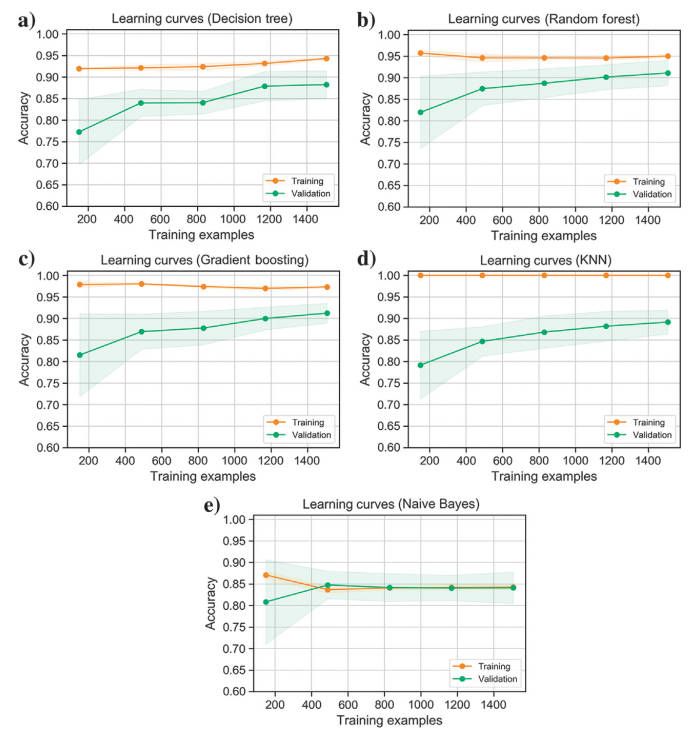 a)
Learning curves (Decision tree)
1.00
0.95
0.90
0.85
0.80
0.75
0.70
0.65
0.60
Accuracy
Training
Validation
200 400 600 800 1000 1200 1400
Training examples
b)
Learning curves (Random forest)
1.00
0.95
0.90
0.85
0.80
0.75
0.70
0.65
0.60
Accuracy
Training
Validation
200 400 600 800 1000 1200 1400
Training examples
c)
Learning curves (Gradient boosting)
1.00
0.95
0.90
0.85
0.80
0.75
0.70
0.65
0.60
Accuracy
Training
Validation
200 400 600 800 1000 1200 1400
Training examples
d)
Learning curves (KNN)
1.00
0.95
0.90
0.85
0.80
0.75
0.70
0.65
0.60
Accuracy
Training
Validation
200 400 600 800 1000 1200 1400
Training examples
e)
Learning curves (Naive Bayes)
1.00
0.95
0.90
0.85
0.80
0.75
0.70
0.65
0.60
Accuracy
Training
Validation
200 400 600 800 1000 1200 1400
Training examples